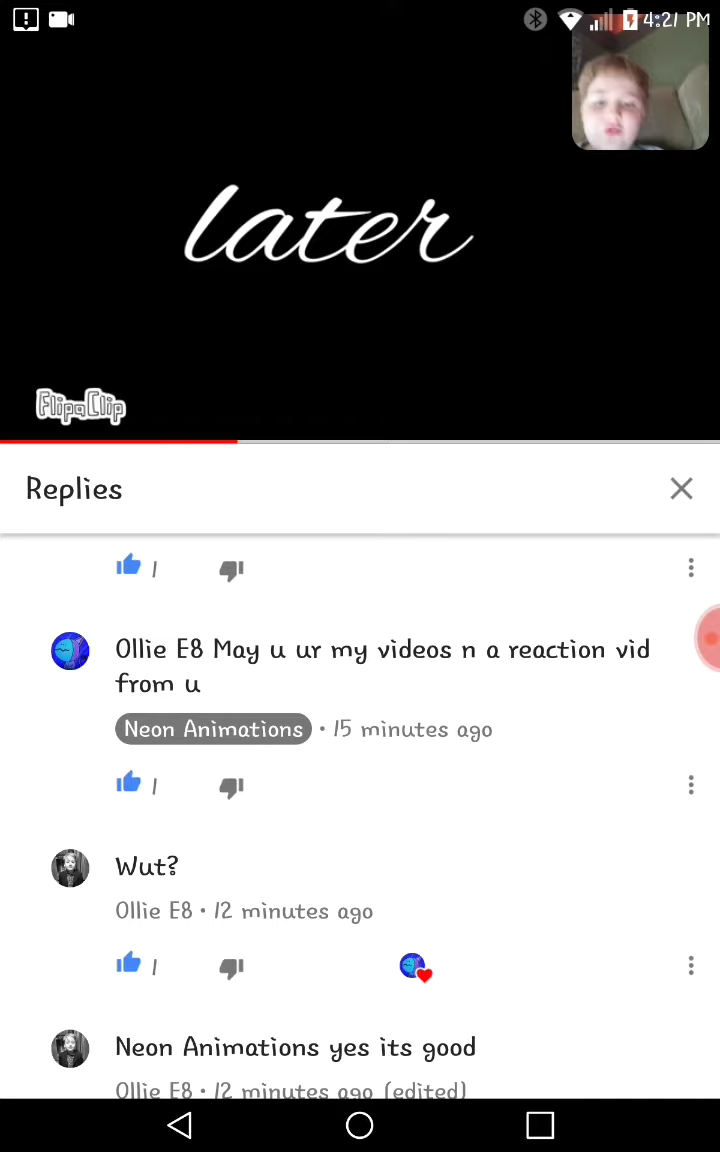 4:21 PM
later
FlipaClip
Replies
1
Ollie E8 May u ur my videos n a reaction vid
from u
Neon Animations • 15 minutes ago
1
Wut?
Ollie E8 • 12 minutes ago
1
Neon Animations yes its good
Ollie E8 • 12 minutes ago (edited)